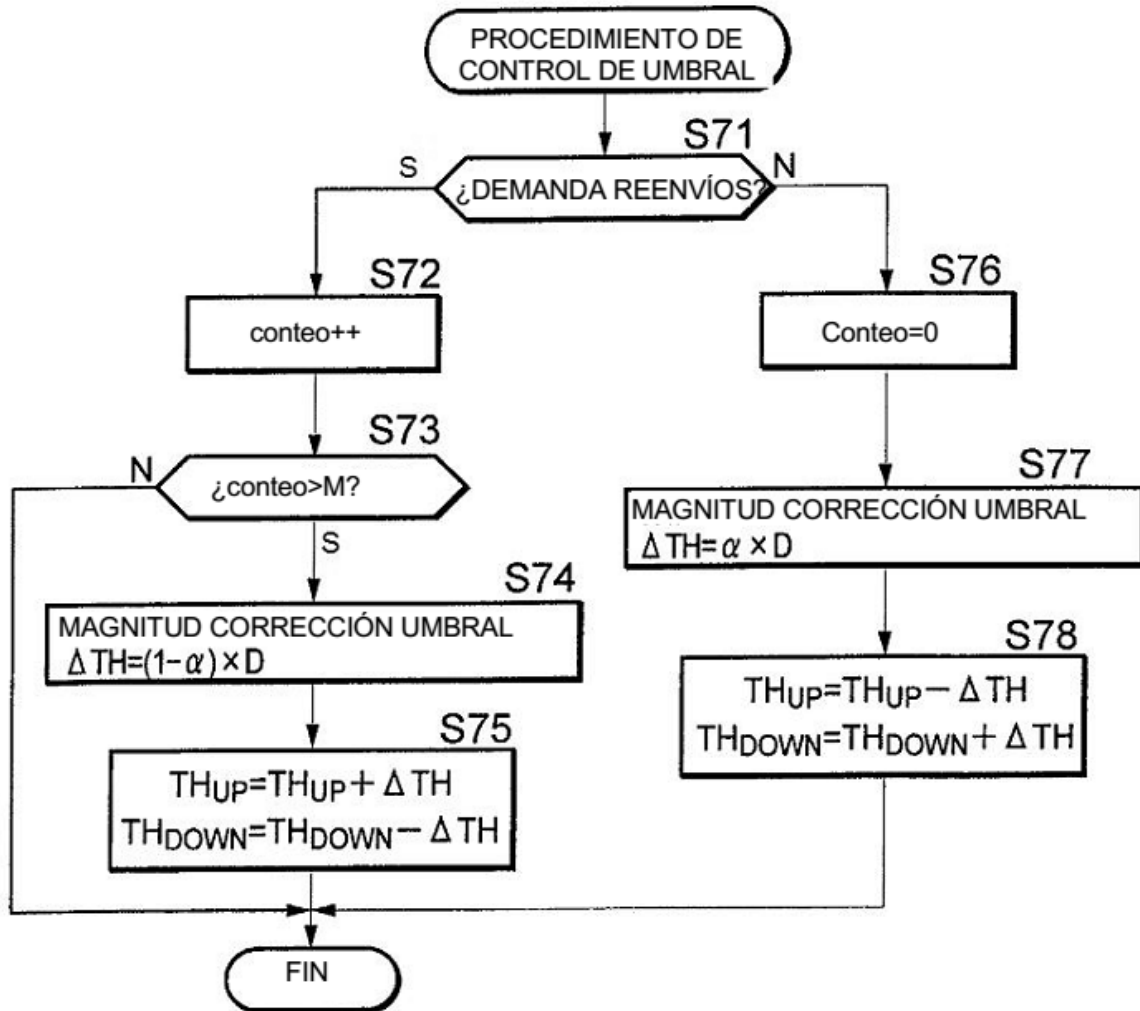 PROCEDIMIENTO DE
CONTROL DE UMBRAL
S71
S
¿DEMANDA REENVÍOS?
N
S72
conteo++
S76
Conteo=0
S73
N
¿conteo>M?
S
S77
MAGNITUD CORRECCIÓN UMBRAL
ΔTH=α×D
S74
MAGNITUD CORRECCIÓN UMBRAL
ΔTH=(1-α)×D
S78
THUP=THUP-ΔTH
THDOWN=THDOWN+ΔTH
S75
THUP=THUP+ΔTH
THDOWN=THDOWN-ΔTH
FIN